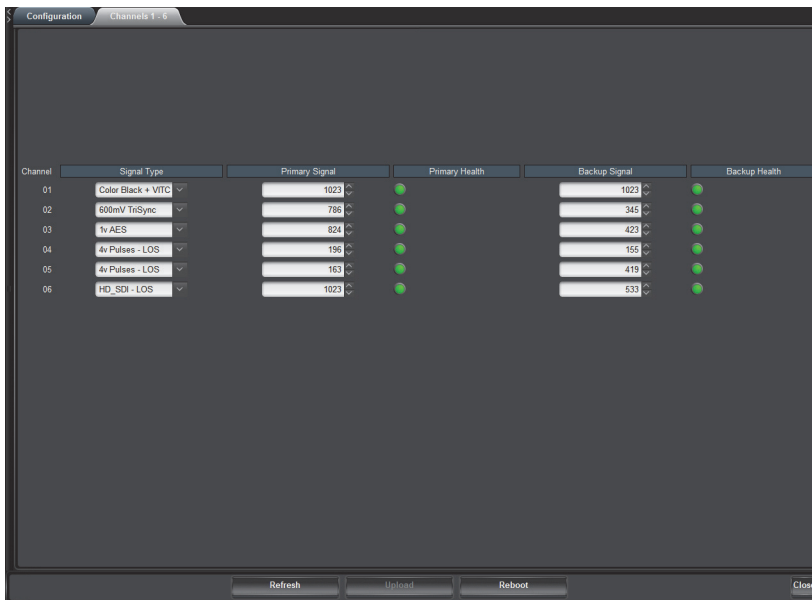 Configuration Channels 1 - 6
Channel Signal Type Primary Signal Primary Health Backup Signal Backup Health
01 Color Black + VITC 1023 1023
02 600mV TriSync 786 345
03 1v AES 824 423
04 4v Pulses - LOS 196 155
05 4v Pulses - LOS 163 419
06 HD_SDI - LOS 1023 533
Refresh Upload Reboot Close